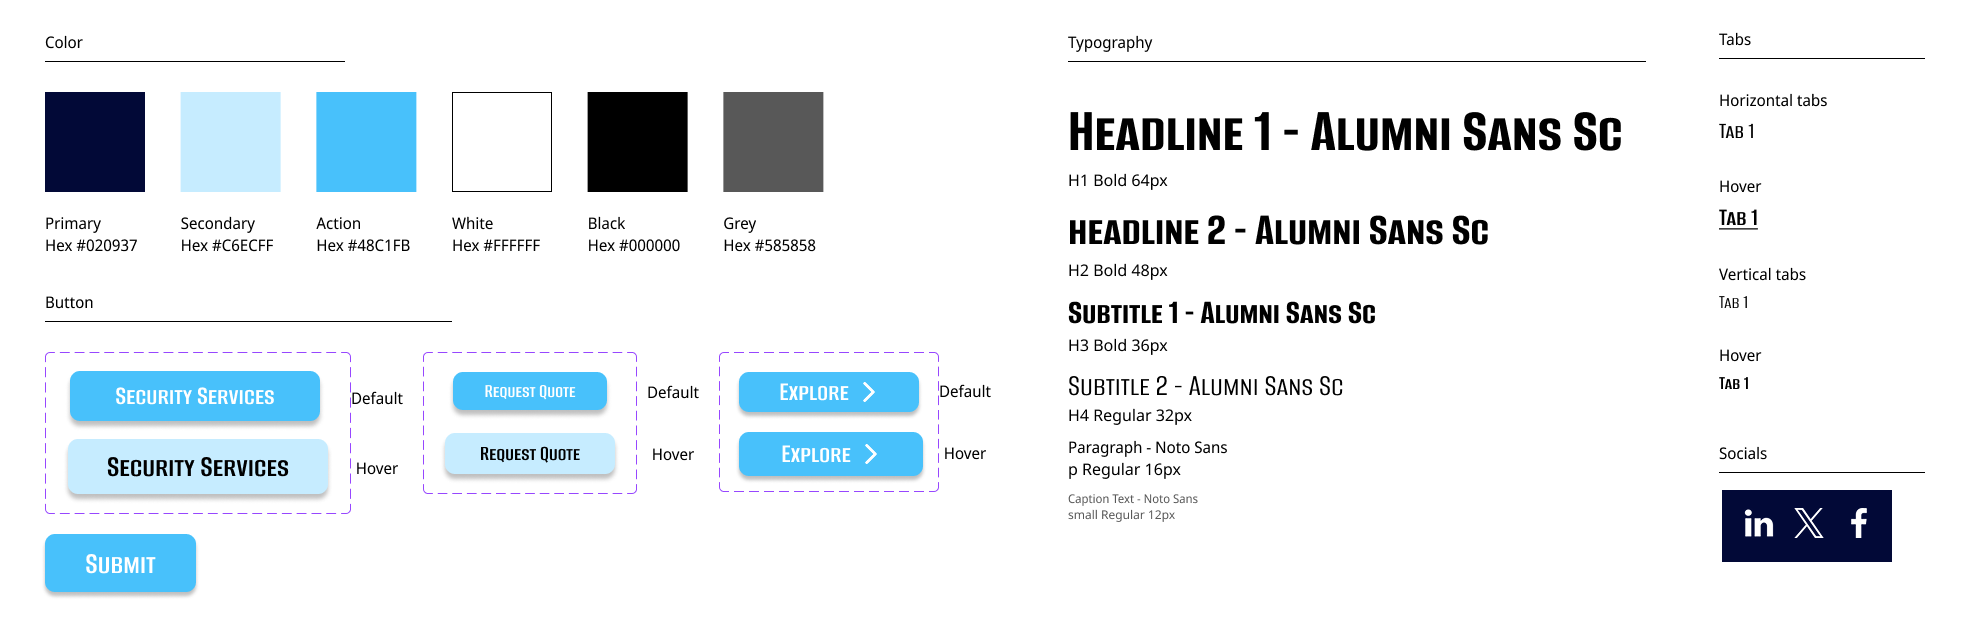 Color
Primary
Hex #020937
Secondary
Hex #C6ECFF
Action
Hex #48C1FB
White
Hex #FFFFFF
Black
Hex #000000
Grey
Hex #585858
Button
Security Services
Default
Security Services
Hover
Request Quote
Default
Request Quote
Hover
Explore
Default
Explore
Hover
Submit
Typography
Headline 1 - Alumni Sans Sc
H1 Bold 64px
headline 2 - Alumni Sans Sc
H2 Bold 48px
Subtitle 1 - Alumni Sans Sc
H3 Bold 36px
Subtitle 2 - Alumni Sans Sc
H4 Regular 32px
Paragraph - Noto Sans
p Regular 16px
Caption Text - Noto Sans
small Regular 12px
Tabs
Horizontal tabs
Tab 1
Hover
Tab 1
Vertical tabs
Tab 1
Hover
Tab 1
Socials
in X f